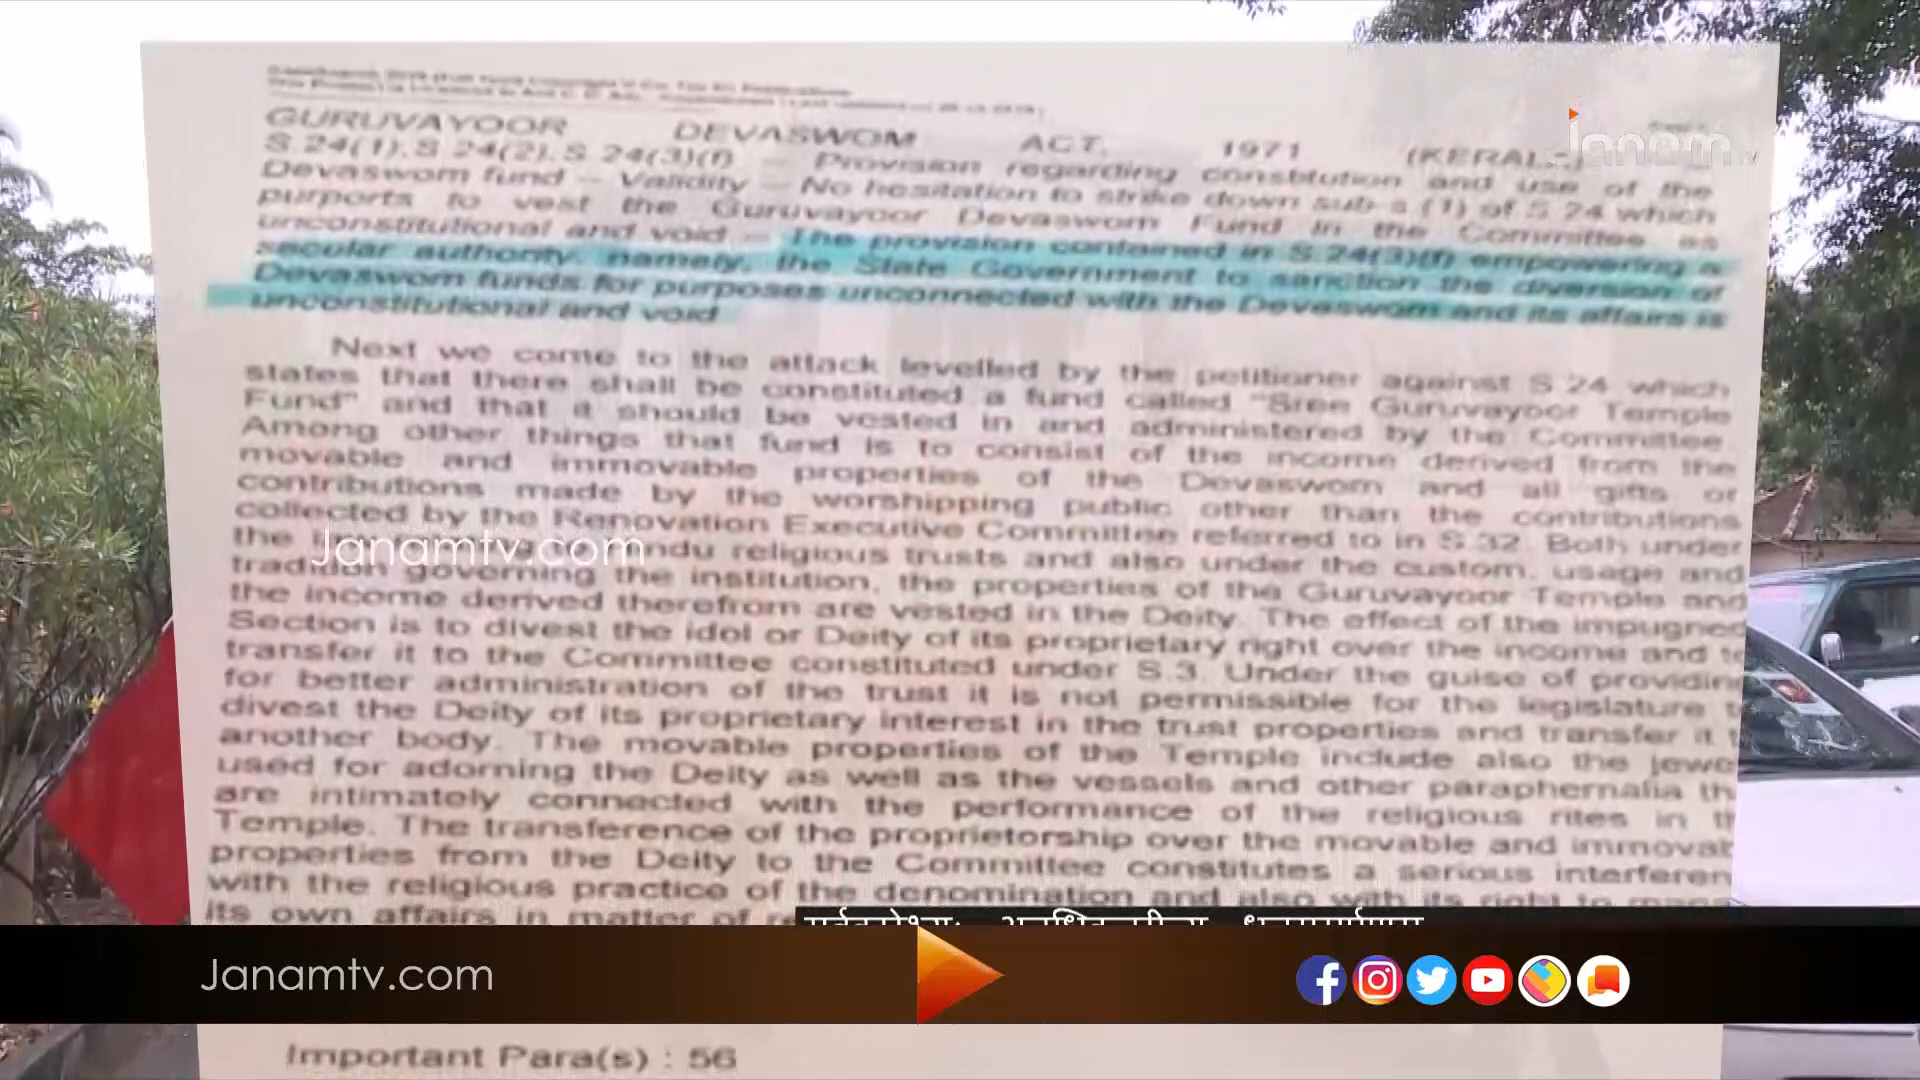 GURUVAYOOR DEVASWOM ACT, 1971 (KERALA)
S.24(1), S 24(2), S 24(3)(f) – Provision regarding constitution and use of the
Devaswom fund – Validity – No hesitation to strike down sub-s (1) of S 24 which
purports to vest the Guruvayoor Devaswom Fund in the Committee as
unconstitutional and void – The provision contained in S.24(3)(f) empowering a
secular authority, namely, the State Government to sanction the diversion of
Devaswom funds for purposes unconnected with the Devaswom and its affairs is
unconstitutional and void
Next we come to the attack levelled by the petitioner against S 24 which
states that there shall be constituted a fund called "Sree Guruvayoor Temple
Fund" and that it should be vested in and administered by the Committee
Among other things that fund is to consist of the income derived from the
movable and immovable properties of the Devaswom and all gifts or
contributions made by the worshipping public other than the contributions
collected by the Renovation Executive Committee referred to in S 32. Both under
the religious trusts and also under the custom, usage and
tradition governing the institution, the properties of the Guruvayoor Temple and
the income derived therefrom are vested in the Deity. The effect of the
Section is to divest the idol or Deity of its proprietary right over the income and
transfer it to the Committee constituted under S.3. Under the guise of
for better administration of the trust it is not permissible for the legislature
divest the Deity of its proprietary interest in the trust properties and transfer it
another body. The movable properties of the Temple include also the
used for adorning the Deity as well as the vessels and other paraphernalia
are intimately connected with the performance of the religious rites in
Temple. The transference of the proprietorship over the movable and
properties from the Deity to the Committee constitutes a serious
with the religious practice of the denomination and also with its right to
its own affairs in matter of
Important Para(s) : 56
Janam tv
Janamtv.com
Janamtv.com